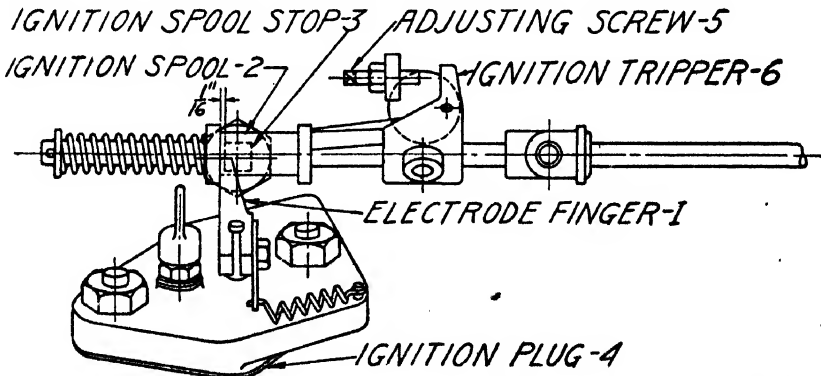 IGNITION SPOOL STOP-3
ADJUSTING SCREW-5
IGNITION SPOOL-2
IGNITION TRIPPER-6
1"
16
ELECTRODE FINGER-1
IGNITION PLUG-4